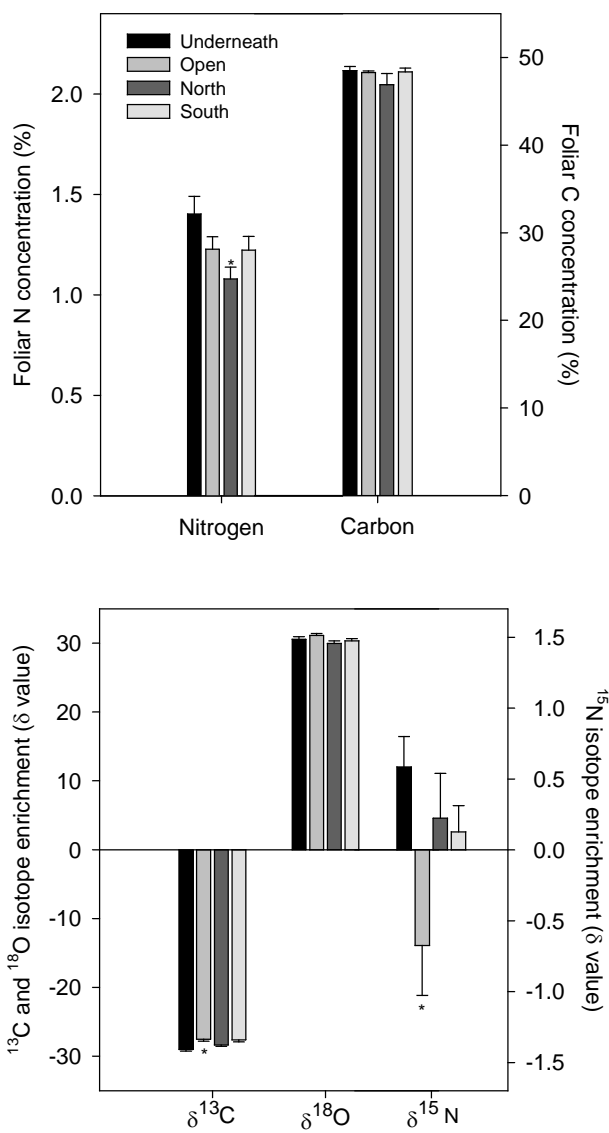 Underneath
Open
North
South
Foliar N concentration (%)
2.0
1.5
1.0
0.5
0.0
Foliar C concentration (%)
50
40
30
20
10
0
*
Nitrogen
Carbon
¹³C and ¹⁸O isotope enrichment (δ value)
30
20
10
0
-10
-20
-30
¹⁵N isotope enrichment (δ value)
1.5
1.0
0.5
0.0
-0.5
-1.0
-1.5
*
*
δ¹³C
δ¹⁸O
δ¹⁵ N